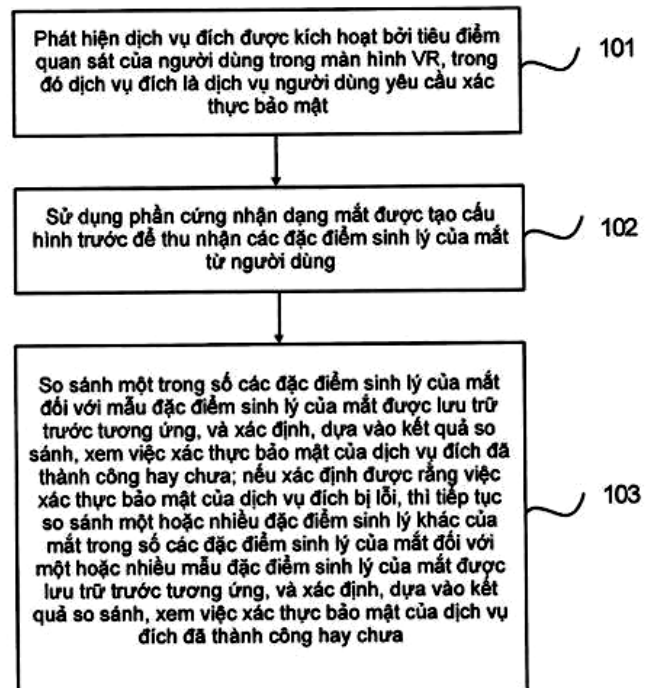 Phát hiện dịch vụ đích được kích hoạt bởi tiêu điểm
quan sát của người dùng trong màn hình VR, trong
đó dịch vụ đích là dịch vụ người dùng yêu cầu xác
thực bảo mật
101
Sử dụng phần cứng nhận dạng mắt được tạo cấu
hình trước để thu nhận các đặc điểm sinh lý của mắt
từ người dùng
102
So sánh một trong số các đặc điểm sinh lý của mắt
đối với mẫu đặc điểm sinh lý của mắt được lưu trữ
trước tương ứng, và xác định, dựa vào kết quả so
sánh, xem việc xác thực bảo mật của dịch vụ đích đã
thành công hay chưa; nếu xác định được rằng việc
xác thực bảo mật của dịch vụ đích bị lỗi, thì tiếp tục
so sánh một hoặc nhiều đặc điểm sinh lý khác của
mắt trong số các đặc điểm sinh lý của mắt đối với
một hoặc nhiều mẫu đặc điểm sinh lý của mắt được
lưu trữ trước tương ứng, và xác định, dựa vào kết
quả so sánh, xem việc xác thực bảo mật của dịch vụ
đích đã thành công hay chưa
103